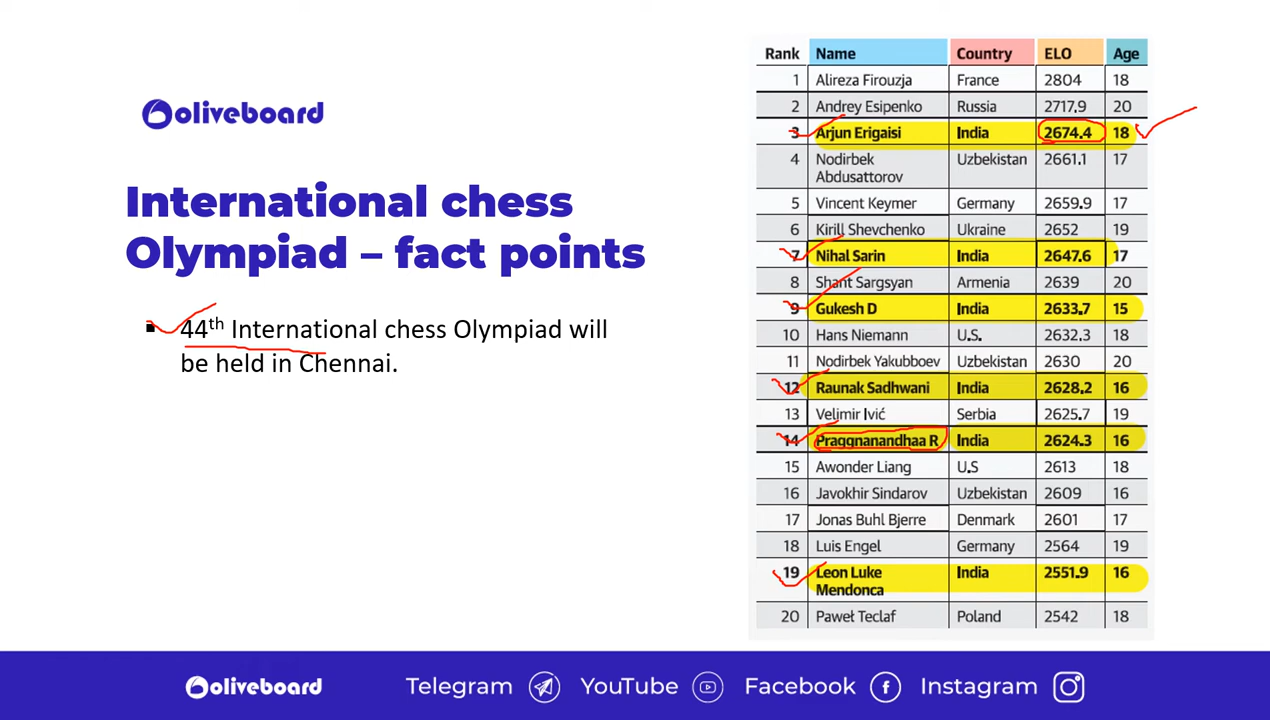 oliveboard
International chess
Olympiad – fact points
▪ 44th International chess Olympiad will
be held in Chennai.
Rank Name Country ELO Age
1 Alireza Firouzja France 2804 18
2 Andrey Esipenko Russia 2717.9 20
3 Arjun Erigaisi India 2674.4 18
4 Nodirbek Uzbekistan 2661.1 17
Abdusattorov
5 Vincent Keymer Germany 2659.9 17
6 Kirill Shevchenko Ukraine 2652 19
7 Nihal Sarin India 2647.6 17
8 Shant Sargsyan Armenia 2639 20
9 Gukesh D India 2633.7 15
10 Hans Niemann U.S. 2632.3 18
11 Nodirbek Yakubboev Uzbekistan 2630 20
12 Raunak Sadhwani India 2628.2 16
13 Velimir Ivić Serbia 2625.7 19
14 Praggnanandhaa R India 2624.3 16
15 Awonder Liang U.S 2613 18
16 Javokhir Sindarov Uzbekistan 2609 16
17 Jonas Buhl Bjerre Denmark 2601 17
18 Luis Engel Germany 2564 19
19 Leon Luke India 2551.9 16
Mendonca
20 Paweł Teclaf Poland 2542 18
oliveboard Telegram YouTube Facebook Instagram